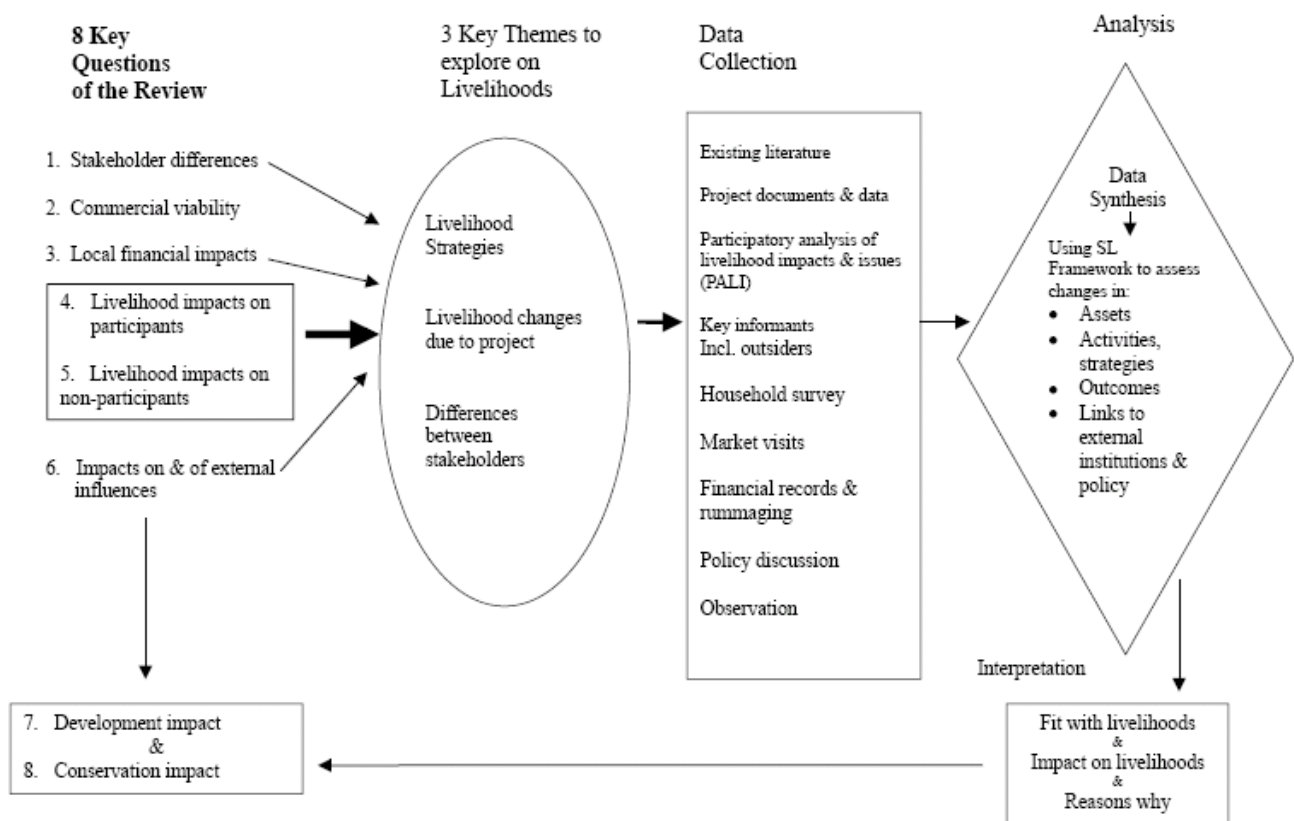 8 Key
Questions
of the Review
1. Stakeholder differences
2. Commercial viability
3. Local financial impacts
4. Livelihood impacts on
participants
5. Livelihood impacts on
non-participants
6. Impacts on & of external
influences
7. Development impact
&
8. Conservation impact
3 Key Themes to
explore on
Livelihoods
Livelihood
Strategies
Livelihood changes
due to project
Differences
between
stakeholders
Data
Collection
Existing literature
Project documents & data
Participatory analysis of
livelihood impacts & issues
(PALI)
Key informants
Incl. outsiders
Household survey
Market visits
Financial records &
rummaging
Policy discussion
Observation
Analysis
Data
Synthesis
Using SL
Framework to assess
changes in:
• Assets
• Activities,
strategies
• Outcomes
• Links to
external
institutions &
policy
Interpretation
Fit with livelihoods
&
Impact on livelihoods
&
Reasons why